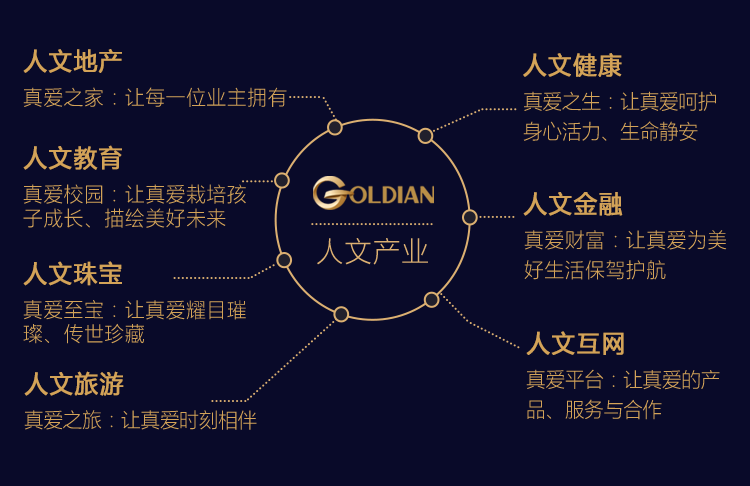 人文地产
真爱之家：让每一位业主拥有
人文教育
真爱校园：让真爱栽培孩
子成长、描绘美好未来
人文珠宝
真爱至宝：让真爱耀目璀
璨、传世珍藏
人文旅游
真爱之旅：让真爱时刻相伴
GOLDIAN
人文产业
人文健康
真爱之生：让真爱呵护
身心活力、生命静安
人文金融
真爱财富：让真爱为美
好生活保驾护航
人文互网
真爱平台：让真爱的产
品、服务与合作